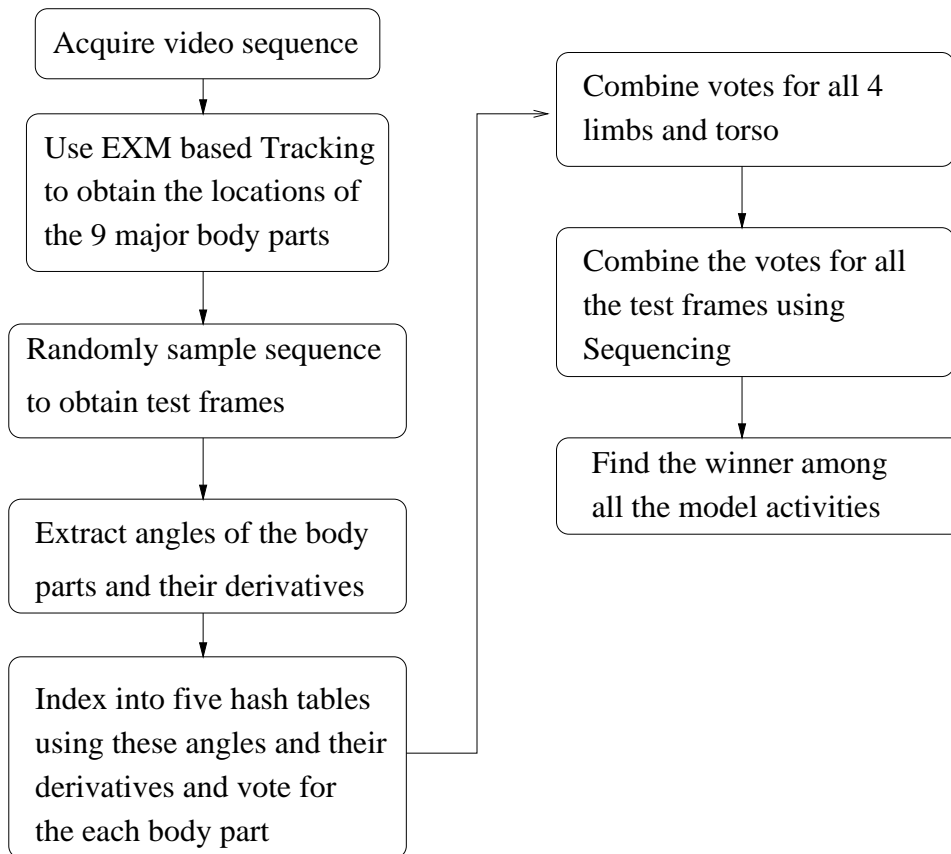 Acquire video sequence
Use EXM based Tracking
to obtain the locations of
the 9 major body parts
Randomly sample sequence
to obtain test frames
Extract angles of the body
parts and their derivatives
Index into five hash tables
using these angles and their
derivatives and vote for
the each body part
Combine votes for all 4
limbs and torso
Combine the votes for all
the test frames using
Sequencing
Find the winner among
all the model activities